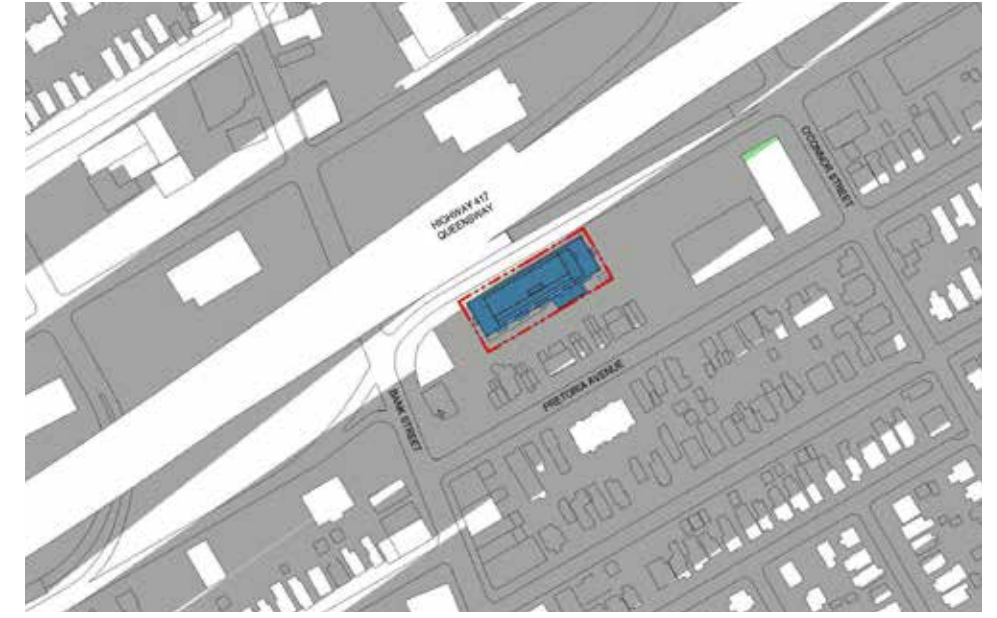 O'CONNOR STREET
HIGHWAY 417
QUEENSWAY
PRETORIA AVENUE
BANK STREET